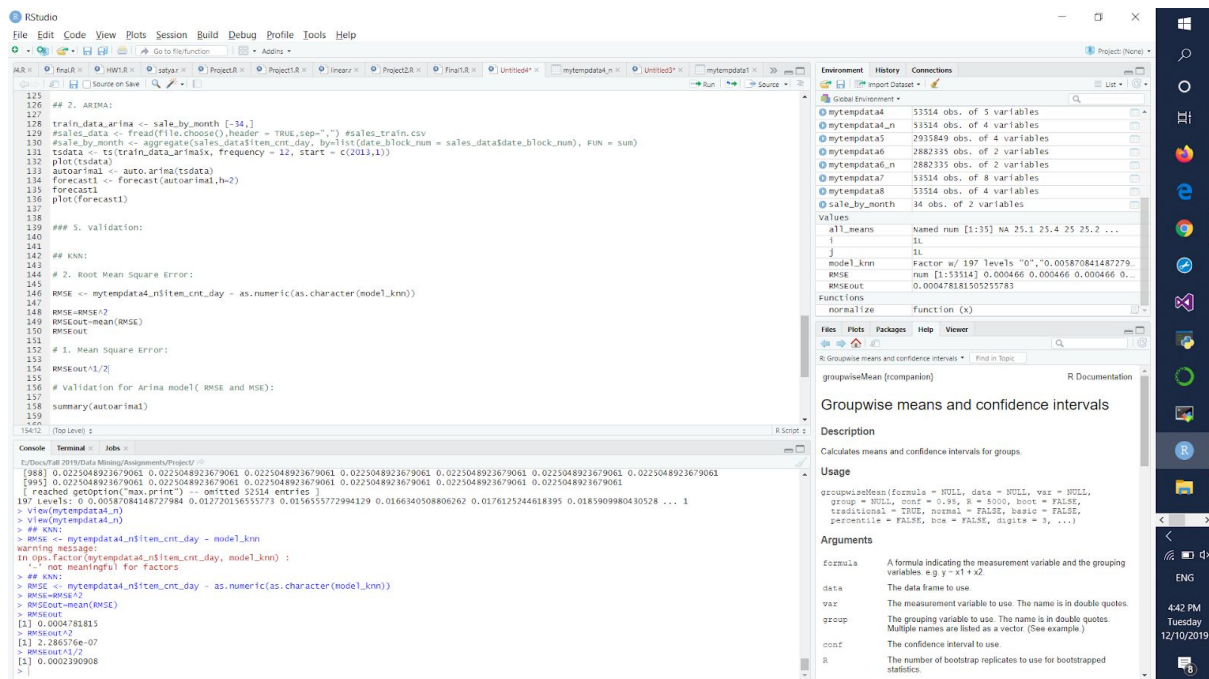 RStudio
File Edit Code View Plots Session Build Debug Profile Tools Help
Go to file/function Addins Project: (None)
final.R HW1.R satya.r Project.R Project1.R linear.r Project2.R Final1.R Untitled4* mytempdata4_n Untitled3* mytempdata1
Source on Save Run Source
125
126 ## 2. ARIMA:
127
128 train_data_arima <- sale_by_month [-34,]
129 #sales_data <- fread(file.choose(),header = TRUE,sep=",") #sales_train.csv
130 #sale_by_month <- aggregate(sales_data$item_cnt_day, by=list(date_block_num = sales_data$date_block_num), FUN = sum)
131 tsdata <- ts(train_data_arima$x, frequency = 12, start = c(2013,1))
132 plot(tsdata)
133 autoarima1 <- auto.arima(tsdata)
134 forecast1 <- forecast(autoarima1,h=2)
135 forecast1
136 plot(forecast1)
137
138
139 ### 5. Validation:
140
141
142 ## KNN:
143
144 # 2. Root Mean Square Error:
145
146 RMSE <- mytempdata4_n$item_cnt_day - as.numeric(as.character(model_knn))
147
148 RMSE=RMSE^2
149 RMSEout=mean(RMSE)
150 RMSEout
151
152 # 1. Mean Square Error:
153
154 RMSEout^1/2
155
156 # Validation for Arima model( RMSE and MSE):
157
158 summary(autoarima1)
159
154:12 (Top Level) R Script
Console Terminal Jobs
E:/Docs/Fall 2019/Data Mining/Assignments/Project/
[988] 0.0225048923679061 0.0225048923679061 0.0225048923679061 0.0225048923679061 0.0225048923679061 0.0225048923679061 0.0225048923679061
[995] 0.0225048923679061 0.0225048923679061 0.0225048923679061 0.0225048923679061 0.0225048923679061 0.0225048923679061
[ reached getOption("max.print") -- omitted 52514 entries ]
197 Levels: 0 0.0058708414872798​4 0.012720156555773 0.0156555772994129 0.0166340508806262 0.0176125244618395 0.0185909980430528 ... 1
> View(mytempdata4_n)
> View(mytempdata4_n)
> ## KNN:
> RMSE <- mytempdata4_n$item_cnt_day - model_knn
Warning message:
In Ops.factor(mytempdata4_n$item_cnt_day, model_knn) :
'-' not meaningful for factors
> ## KNN:
> RMSE <- mytempdata4_n$item_cnt_day - as.numeric(as.character(model_knn))
> RMSE=RMSE^2
> RMSEout=mean(RMSE)
> RMSEout
[1] 0.0004781815
> RMSEout^2
[1] 2.286576e-07
> RMSEout^1/2
[1] 0.0002390908
>
Environment History Connections
Import Dataset List
Global Environment
mytempdata4 53514 obs. of 5 variables
mytempdata4_n 53514 obs. of 4 variables
mytempdata5 2935849 obs. of 4 variables
mytempdata6 2882335 obs. of 2 variables
mytempdata6_n 2882335 obs. of 2 variables
mytempdata7 53514 obs. of 8 variables
mytempdata8 53514 obs. of 4 variables
sale_by_month 34 obs. of 2 variables
Values
all_means Named num [1:35] NA 25.1 25.4 25 25.2 ...
i 1L
j 1L
model_knn Factor w/ 197 levels "0","0.005870841487279…
RMSE num [1:53514] 0.000466 0.000466 0.000466 0.…
RMSEout 0.000478181505255783
Functions
normalize function (x)
Files Plots Packages Help Viewer
R: Groupwise means and confidence intervals Find in Topic
groupwiseMean {rcompanion} R Documentation
Groupwise means and confidence intervals
Description
Calculates means and confidence intervals for groups.
Usage
groupwiseMean(formula = NULL, data = NULL, var = NULL,
group = NULL, conf = 0.95, R = 5000, boot = FALSE,
traditional = TRUE, normal = FALSE, basic = FALSE,
percentile = FALSE, bca = FALSE, digits = 3, ...)
Arguments
formula A formula indicating the measurement variable and the grouping
variables. e.g. y ~ x1 + x2.
data The data frame to use.
var The measurement variable to use. The name is in double quotes.
group The grouping variable to use. The name is in double quotes.
Multiple names are listed as a vector. (See example.)
conf The confidence interval to use.
R The number of bootstrap replicates to use for bootstrapped
statistics.
ENG
4:42 PM
Tuesday
12/10/2019
8